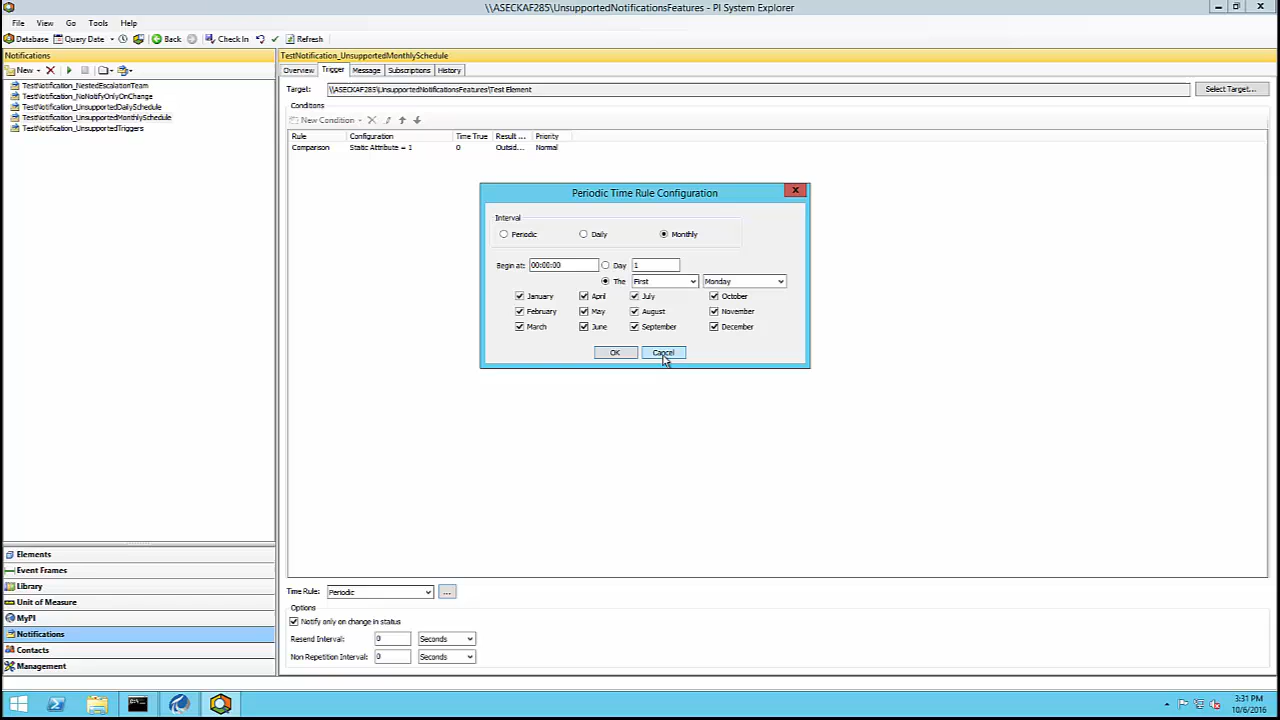 \\ASECKAF285\UnsupportedNotificationsFeatures - PI System Explorer
File View Go Tools Help
Database Query Date Back Check In Refresh
Notifications
New
TestNotification_NestedEscalationTeam
TestNotification_NoNotifyOnlyOnChange
TestNotification_UnsupportedDailySchedule
TestNotification_UnsupportedMonthlySchedule
TestNotification_UnsupportedTriggers
TestNotification_UnsupportedMonthlySchedule
Overview Trigger Message Subscriptions History
Target: \\ASECKAF285\UnsupportedNotificationsFeatures\Test Element Select Target...
Conditions
New Condition
Rule Configuration Time True Result ... Priority
Comparison Static Attribute = 1 0 Outsid... Normal
Periodic Time Rule Configuration
Interval
Periodic Daily Monthly
Begin at: 00:00:00 Day 1
The First Monday
January April July October
February May August November
March June September December
OK Cancel
Elements
Event Frames
Library
Unit of Measure
MyPI
Notifications
Contacts
Management
Time Rule: Periodic ...
Options
Notify only on change in status
Resend Interval: 0 Seconds
Non Repetition Interval: 0 Seconds
3:31 PM
10/6/2016